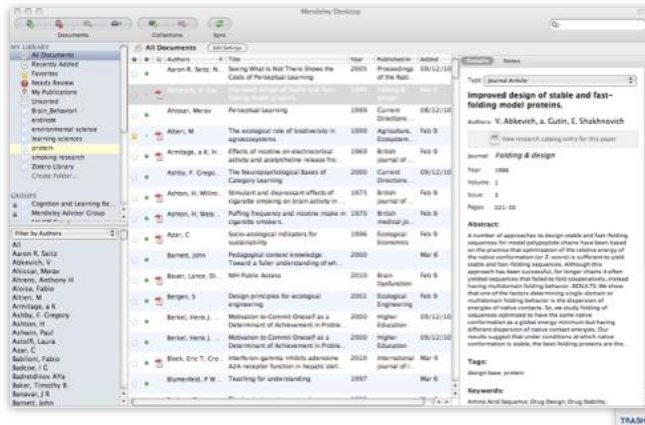 Mendeley Desktop
Documents
Collections
Sync
MY LIBRARY
All Documents
Recently Added
Favorites
Needs Review
My Publications
Unsorted
Brain_Behavior1
endnote
environmental science
learning sciences
protein
smoking research
Zotero Library
Create Folder...
GROUPS
Cognition and Learning Re...
Mendeley Advisor Group
Filter by Authors
All
Aaron R. Seitz
Abkevich, V
Ahissar, Merav
Ahrens, Anthony H
Aloise, Fabio
Altieri, M
Armitage, a K
Ashby, F. Gregory
Ashton, H
Ashwin, Paul
Astolfi, Laura
Azar, C
Babiloni, Fabio
Badcoe, I G
Badretdinov AYa
Baker, Timothy B.
Banavar, J R
Barnett, John
All Documents
Edit Settings
Authors Title Year Published In Added
Aaron R. Seitz, N... Seeing What Is Not There Shows the Costs of Perceptual Learning 2005 Proceedings of the Nati... 09/12/10
Ahissar, Merav Perceptual Learning 1999 Current Directions ... 08/12/10
Altieri, M The ecological role of biodiversity in agroecosystems 1999 Agriculture, Ecosystem... Feb 9
Armitage, a K; H... Effects of nicotine on electrocortical activity and acetylcholine release fro... 1969 British journal of ... Feb 9
Ashby, F. Grego... The Neuropsychological Bases of Category Learning 2000 Current Directions ... 09/12/10
Ashton, H; Millm... Stimulant and depressant effects of cigarette smoking on brain activity in ... British journal of ... Feb 9
Ashton, H; Wats... Puffing frequency and nicotine intake in cigarette smokers. British medical jo... Feb 9
Azar, C Socio-ecological indicators for sustainability 1996 Ecological Economics Feb 9
Barnett, John Pedagogical context knowledge: Toward a fuller understanding of wh... 2000 Mar 6
Bauer, Lance; Di... NIH Public Access 2010 Brain Feb 9
Bergen, S Design principles for ecological engineering 2001 Ecological Engineering Feb 9
Berkel, Henk J. ... Motivation to Commit Oneself as a Determinant of Achievement in Proble... 2000 Higher Education 09/12/10
Berkel, Henk J. ... Motivation to Commit Oneself as a Determinant of Achievement in Proble... 2000 Higher Education 09/12/10
Block, Eric T; Cro... Interferon-gamma inhibits adenosine A2A receptor function in hepatic stell... 2010 International journal of i... Mar 9
Blumenfeld, P W... Teaching for understanding 1997 Mar 6
Details Notes
Type: Journal Article
Improved design of stable and fast-
folding model proteins.
Authors: V. Abkevich, a. Gutin, E. Shakhnovich
View research catalog entry for this paper
Journal: Folding & design
Year: 1996
Volume: 1
Issue: 3
Pages: 221-30
Abstract:
A number of approaches to design stable and fast-folding
sequences for model polypeptide chains have been based
on the premise that optimisation of the relative energy of
the native conformation (or Z-score) is sufficient to yield
stable and fast-folding sequences. Although this
approach has been successful, for longer chains it often
yielded sequences that failed to fold cooperatively, instead
having multidomain folding behavior. RESULTS: We show
that one of the factors determining single-domain or
multidomain folding behavior is the dispersion of
energies of native contacts. So, we study folding of
sequences optimized to have the same native
conformation as a global energy minimum but having
different dispersion of native contact energies. Our
results suggest that under conditions at which native
conformation is stable, the best-folding proteins are the...
Tags:
design base; protein
Keywords:
Amino Acid Sequence; Drug Design; Drug Stability;
TRASH